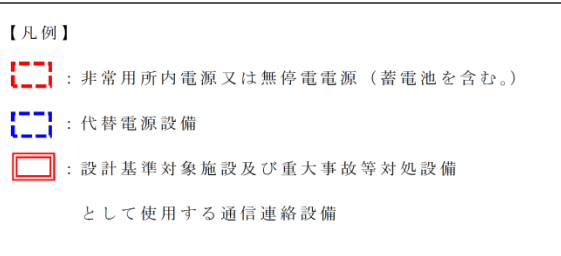 【凡例】
：非常用所内電源又は無停電電源（蓄電池を含む。）
：代替電源設備
：設計基準対象施設及び重大事故等対処設備
として使用する通信連絡設備